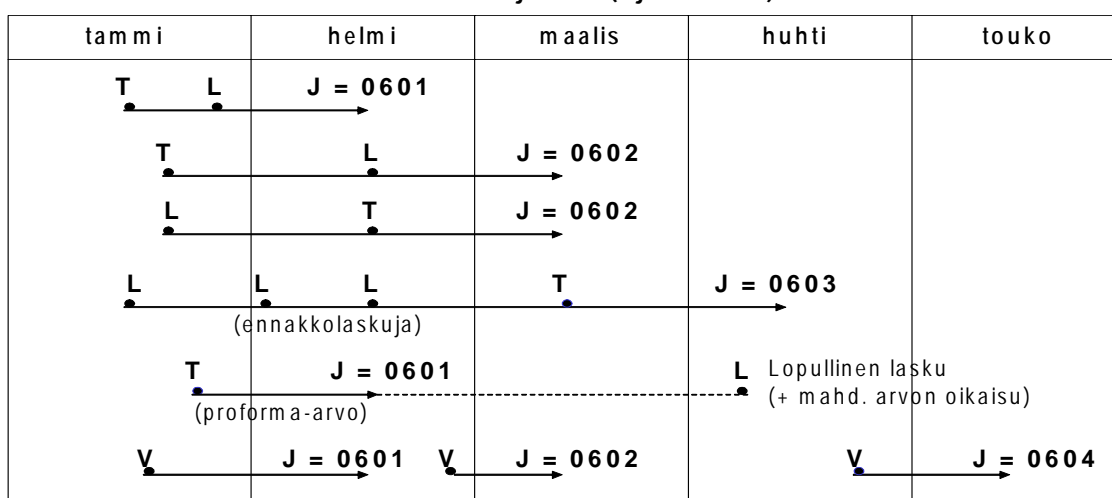 tammi helmi maalis huhti touko
T L J = 0601
T L J = 0602
L T J = 0602
L L L T J = 0603
(ennakkolaskuja)
T J = 0601 L Lopullinen lasku
(proforma-arvo) (+ mahd. arvon oikaisu)
V J = 0601 V J = 0602 V J = 0604